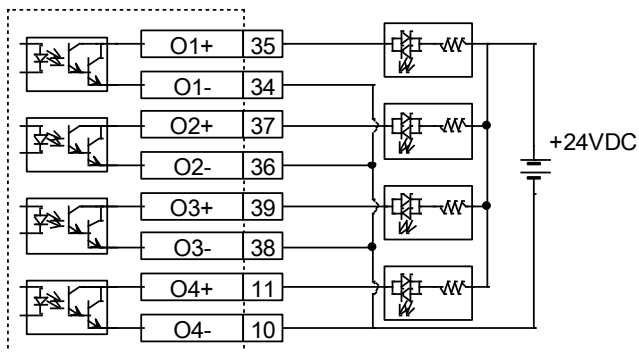 O1+ 35
O1- 34
O2+ 37
O2- 36
+24VDC
O3+ 39
O3- 38
O4+ 11
O4- 10